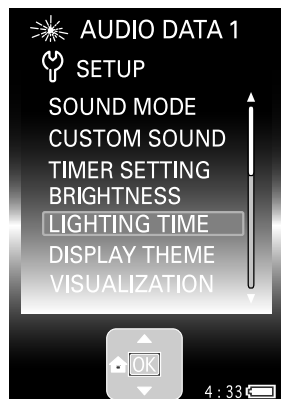 AUDIO DATA 1
SETUP
SOUND MODE
CUSTOM SOUND
TIMER SETTING
BRIGHTNESS
LIGHTING TIME
DISPLAY THEME
VISUALIZATION
OK
4:33